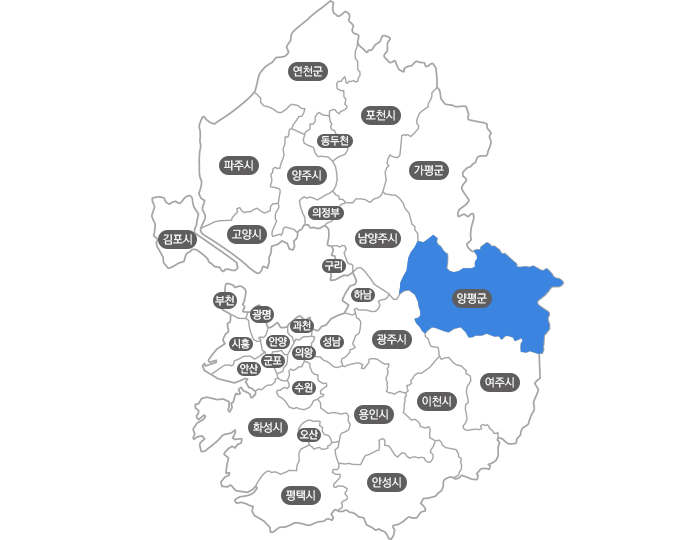 연천군
포천시
동두천
파주시
양주시
가평군
의정부
김포시
고양시
남양주시
구리
하남
부천
양평군
광명
과천
시흥
안양
성남
광주시
의왕
군포
안산
여주시
수원
이천시
용인시
화성시
오산
안성시
평택시